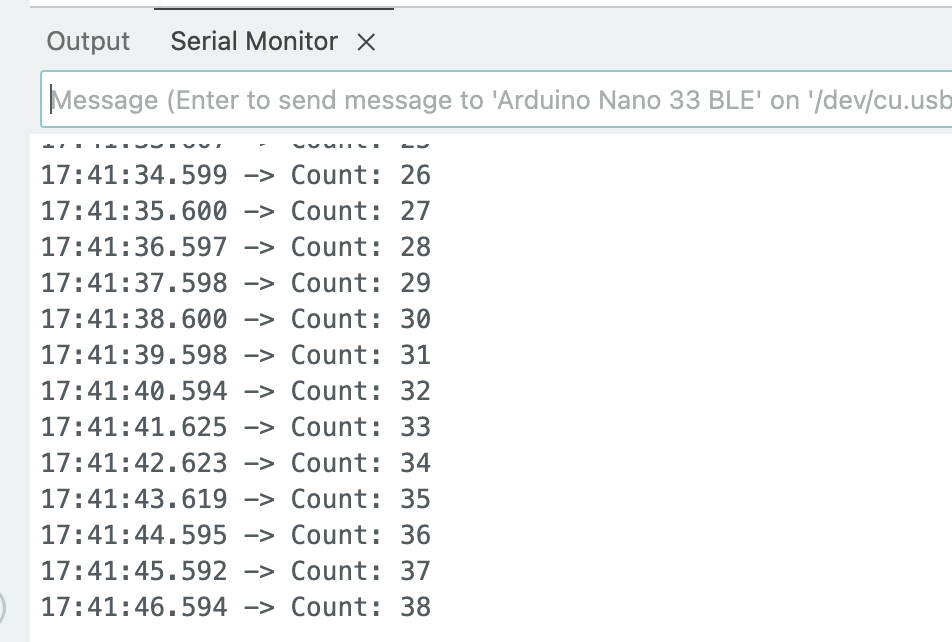 Output Serial Monitor ×
Message (Enter to send message to 'Arduino Nano 33 BLE' on '/dev/cu.usb
17:41:34.599 -> Count: 26
17:41:35.600 -> Count: 27
17:41:36.597 -> Count: 28
17:41:37.598 -> Count: 29
17:41:38.600 -> Count: 30
17:41:39.598 -> Count: 31
17:41:40.594 -> Count: 32
17:41:41.625 -> Count: 33
17:41:42.623 -> Count: 34
17:41:43.619 -> Count: 35
17:41:44.595 -> Count: 36
17:41:45.592 -> Count: 37
17:41:46.594 -> Count: 38